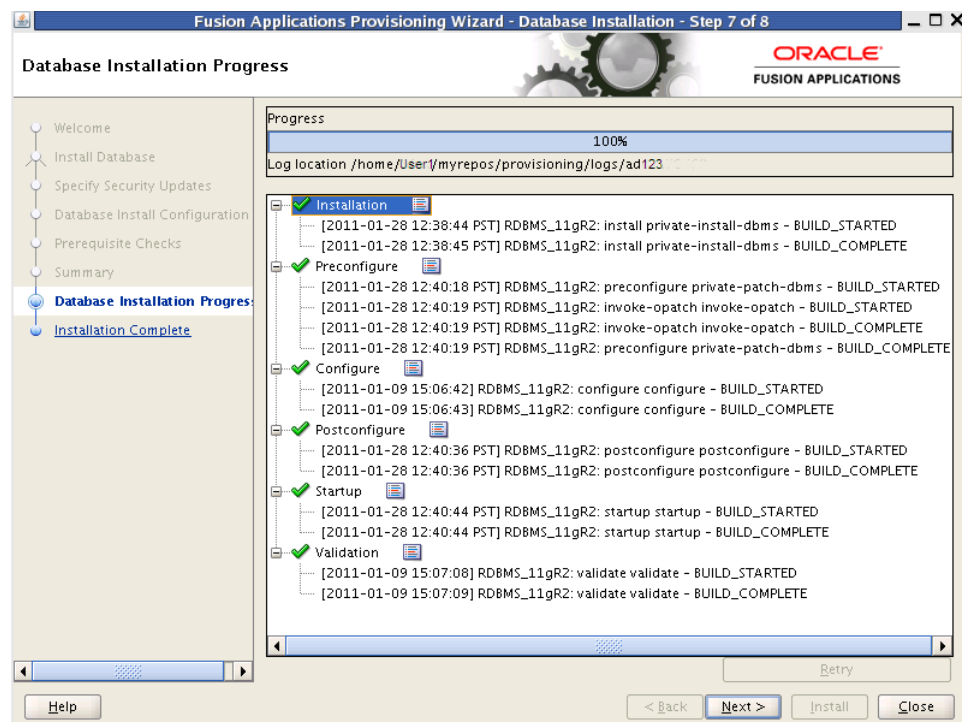 Fusion Applications Provisioning Wizard - Database Installation - Step 7 of 8
Database Installation Progress
ORACLE
FUSION APPLICATIONS
Welcome
Install Database
Specify Security Updates
Database Install Configuration
Prerequisite Checks
Summary
Database Installation Progres
Installation Complete
Progress
100%
Log location /home/User1/myrepos/provisioning/logs/ad123
Installation
[2011-01-28 12:38:44 PST] RDBMS_11gR2: install private-install-dbms - BUILD_STARTED
[2011-01-28 12:38:45 PST] RDBMS_11gR2: install private-install-dbms - BUILD_COMPLETE
Preconfigure
[2011-01-28 12:40:18 PST] RDBMS_11gR2: preconfigure private-patch-dbms - BUILD_STARTED
[2011-01-28 12:40:19 PST] RDBMS_11gR2: invoke-opatch invoke-opatch - BUILD_STARTED
[2011-01-28 12:40:19 PST] RDBMS_11gR2: invoke-opatch invoke-opatch - BUILD_COMPLETE
[2011-01-28 12:40:19 PST] RDBMS_11gR2: preconfigure private-patch-dbms - BUILD_COMPLETE
Configure
[2011-01-09 15:06:42] RDBMS_11gR2: configure configure - BUILD_STARTED
[2011-01-09 15:06:43] RDBMS_11gR2: configure configure - BUILD_COMPLETE
Postconfigure
[2011-01-28 12:40:36 PST] RDBMS_11gR2: postconfigure postconfigure - BUILD_STARTED
[2011-01-28 12:40:36 PST] RDBMS_11gR2: postconfigure postconfigure - BUILD_COMPLETE
Startup
[2011-01-28 12:40:44 PST] RDBMS_11gR2: startup startup - BUILD_STARTED
[2011-01-28 12:40:44 PST] RDBMS_11gR2: startup startup - BUILD_COMPLETE
Validation
[2011-01-09 15:07:08] RDBMS_11gR2: validate validate - BUILD_STARTED
[2011-01-09 15:07:09] RDBMS_11gR2: validate validate - BUILD_COMPLETE
Retry
Help
< Back
Next >
Install
Close